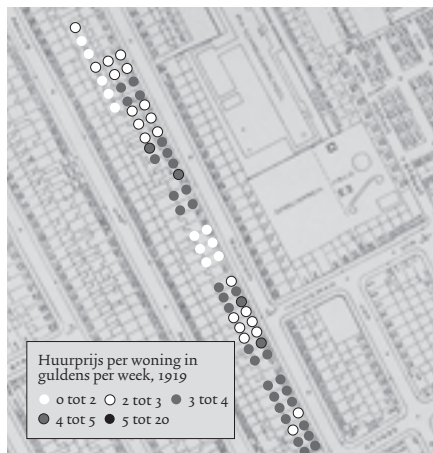 Huurprijs per woning in
guldens per week, 1919
0 tot 2 2 tot 3 3 tot 4
4 tot 5 5 tot 20